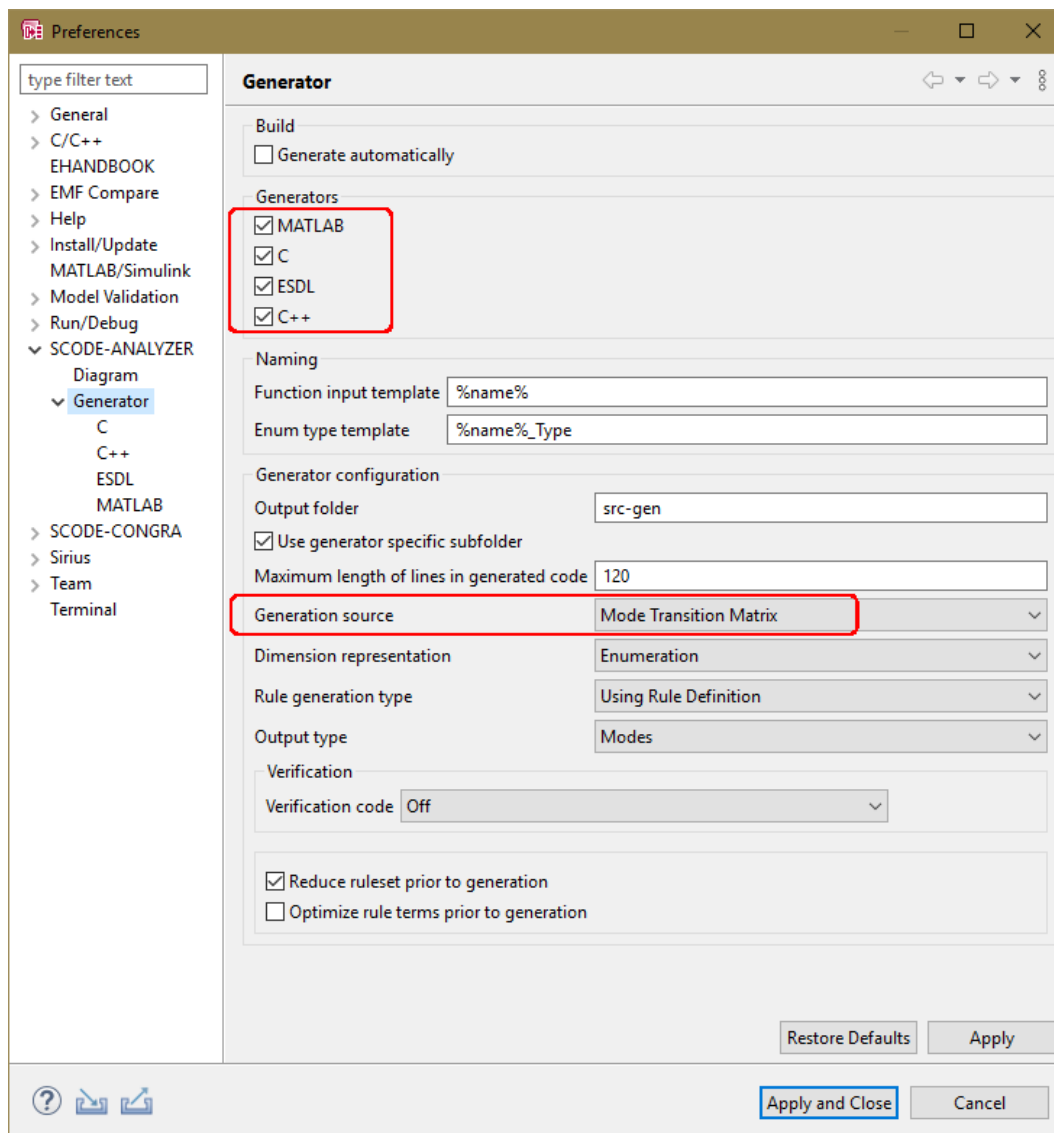 Preferences
type filter text
General
C/C++
EHANDBOOK
EMF Compare
Help
Install/Update
MATLAB/Simulink
Model Validation
Run/Debug
SCODE-ANALYZER
Diagram
Generator
C
C++
ESDL
MATLAB
SCODE-CONGRA
Sirius
Team
Terminal
Generator
Build
Generate automatically
Generators
MATLAB
C
ESDL
C++
Naming
Function input template %name%
Enum type template %name%_Type
Generator configuration
Output folder src-gen
Use generator specific subfolder
Maximum length of lines in generated code 120
Generation source Mode Transition Matrix
Dimension representation Enumeration
Rule generation type Using Rule Definition
Output type Modes
Verification
Verification code Off
Reduce ruleset prior to generation
Optimize rule terms prior to generation
Restore Defaults Apply
Apply and Close Cancel